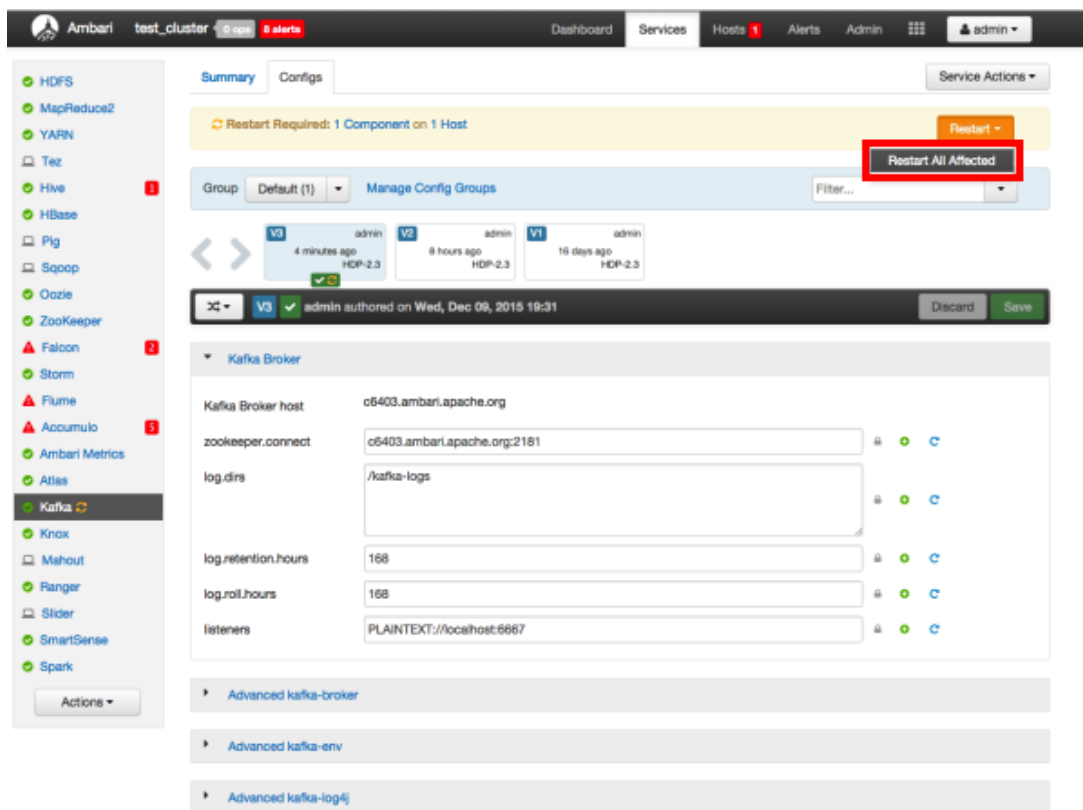 Ambari test_cluster 0 ops 8 alerts Dashboard Services Hosts 1 Alerts Admin admin
HDFS
MapReduce2
YARN
Tez
Hive 1
HBase
Pig
Sqoop
Oozie
ZooKeeper
Falcon 2
Storm
Flume
Accumulo 5
Ambari Metrics
Atlas
Kafka
Knox
Mahout
Ranger
Slider
SmartSense
Spark
Actions
Summary Configs Service Actions
Restart Required: 1 Component on 1 Host Restart
Restart All Affected
Group Default (1) Manage Config Groups Filter...
V3 admin
4 minutes ago
HDP-2.3
V2 admin
8 hours ago
HDP-2.3
V1 admin
16 days ago
HDP-2.3
V3 admin authored on Wed, Dec 09, 2015 19:31 Discard Save
Kafka Broker
Kafka Broker host c6403.ambari.apache.org
zookeeper.connect c6403.ambari.apache.org:2181
log.dirs /kafka-logs
log.retention.hours 168
log.roll.hours 168
listeners PLAINTEXT://localhost:6667
Advanced kafka-broker
Advanced kafka-env
Advanced kafka-log4j